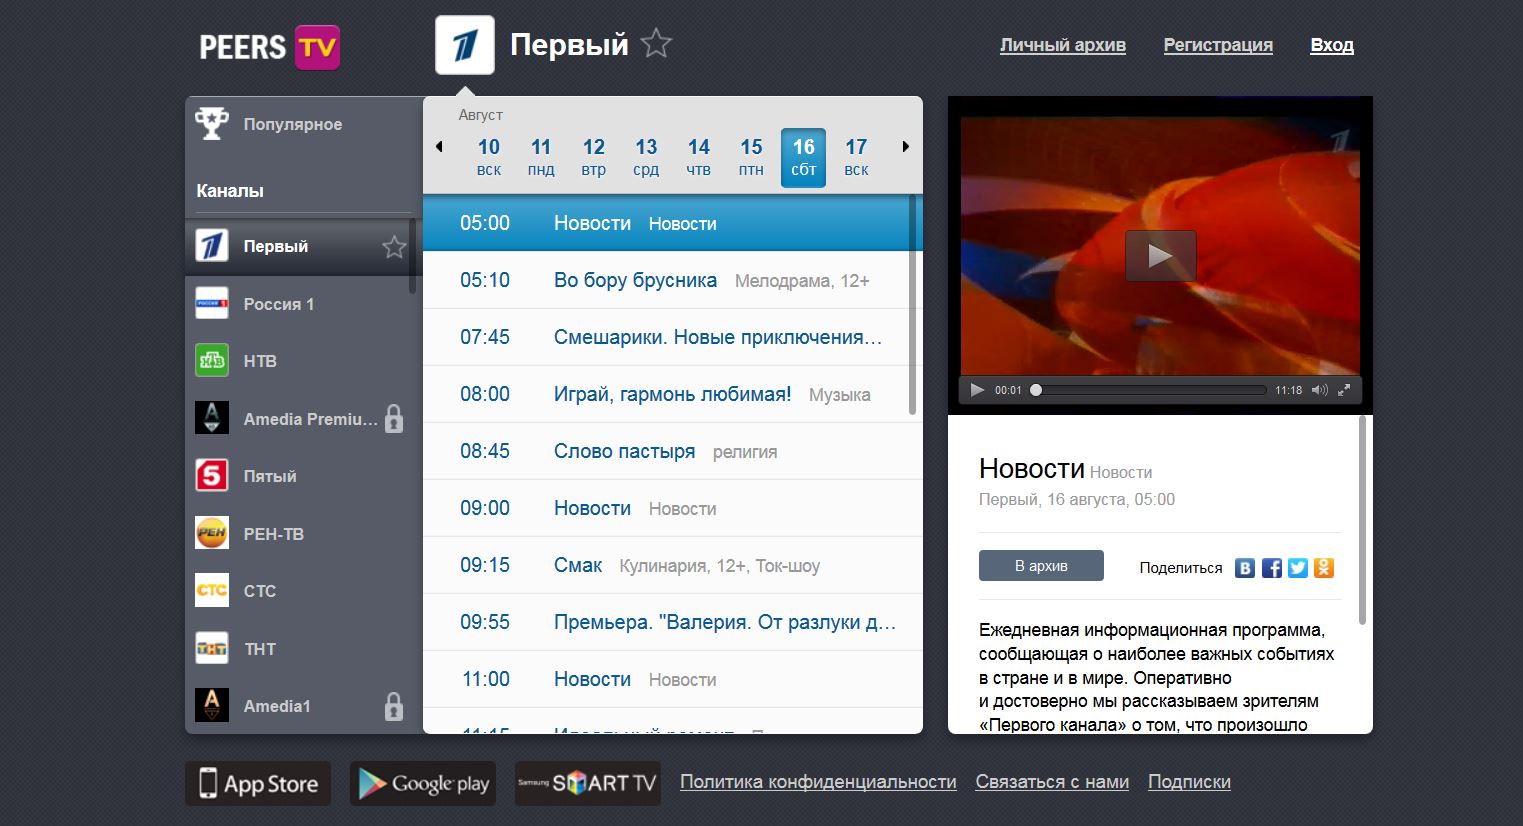 PEERS TV
Первый
Личный архив Регистрация Вход
Популярное
Каналы
Первый
Россия 1
НТВ
Amedia Premiu...
Пятый
РЕН-ТВ
СТС
ТНТ
Amedia1
Август
10 11 12 13 14 15 16 17
вск пнд втр срд чтв птн сбт вск
05:00 Новости Новости
05:10 Во бору брусника Мелодрама, 12+
07:45 Смешарики. Новые приключения...
08:00 Играй, гармонь любимая! Музыка
08:45 Слово пастыря религия
09:00 Новости Новости
09:15 Смак Кулинария, 12+, Ток-шоу
09:55 Премьера. "Валерия. От разлуки д...
11:00 Новости Новости
00:01 11:18
Новости Новости
Первый, 16 августа, 05:00
В архив Поделиться
Ежедневная информационная программа,
сообщающая о наиболее важных событиях
в стране и в мире. Оперативно
и достоверно мы рассказываем зрителям
«Первого канала» о том, что произошло
App Store Google play Samsung SMART TV Политика конфиденциальности Связаться с нами Подписки